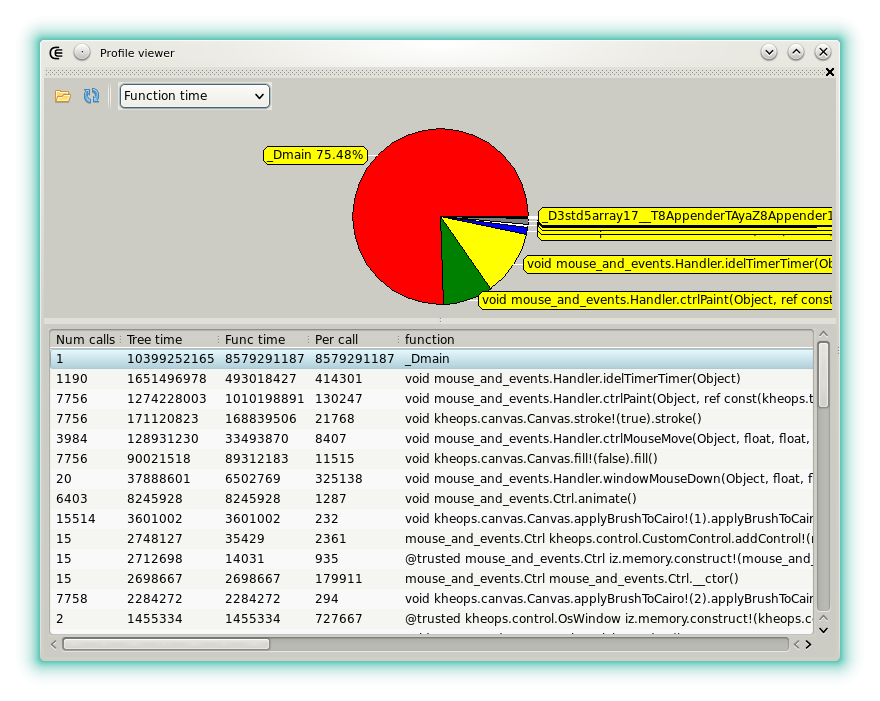 Profile viewer
Function time
_Dmain 75.48%
_D3std5array17__T8AppenderTAyaZ8Appender1
void mouse_and_events.Handler.idelTimerTimer(Ob
void mouse_and_events.Handler.ctrlPaint(Object, ref const
Num calls Tree time Func time Per call function
1 10399252165 8579291187 8579291187 _Dmain
1190 1651496978 493018427 414301 void mouse_and_events.Handler.idelTimerTimer(Object)
7756 1274228003 1010198891 130247 void mouse_and_events.Handler.ctrlPaint(Object, ref const(kheops.t
7756 171120823 168839506 21768 void kheops.canvas.Canvas.stroke!(true).stroke()
3984 128931230 33493870 8407 void mouse_and_events.Handler.ctrlMouseMove(Object, float, float,
7756 90021518 89312183 11515 void kheops.canvas.Canvas.fill!(false).fill()
20 37888601 6502769 325138 void mouse_and_events.Handler.windowMouseDown(Object, float, f
6403 8245928 8245928 1287 void mouse_and_events.Ctrl.animate()
15514 3601002 3601002 232 void kheops.canvas.Canvas.applyBrushToCairo!(1).applyBrushToCair
15 2748127 35429 2361 mouse_and_events.Ctrl kheops.control.CustomControl.addControl!(
15 2712698 14031 935 @trusted mouse_and_events.Ctrl iz.memory.construct!(mouse_and_
15 2698667 2698667 179911 mouse_and_events.Ctrl mouse_and_events.Ctrl.__ctor()
7758 2284272 2284272 294 void kheops.canvas.Canvas.applyBrushToCairo!(2).applyBrushToCair
2 1455334 1455334 727667 @trusted kheops.control.OsWindow iz.memory.construct!(kheops.c